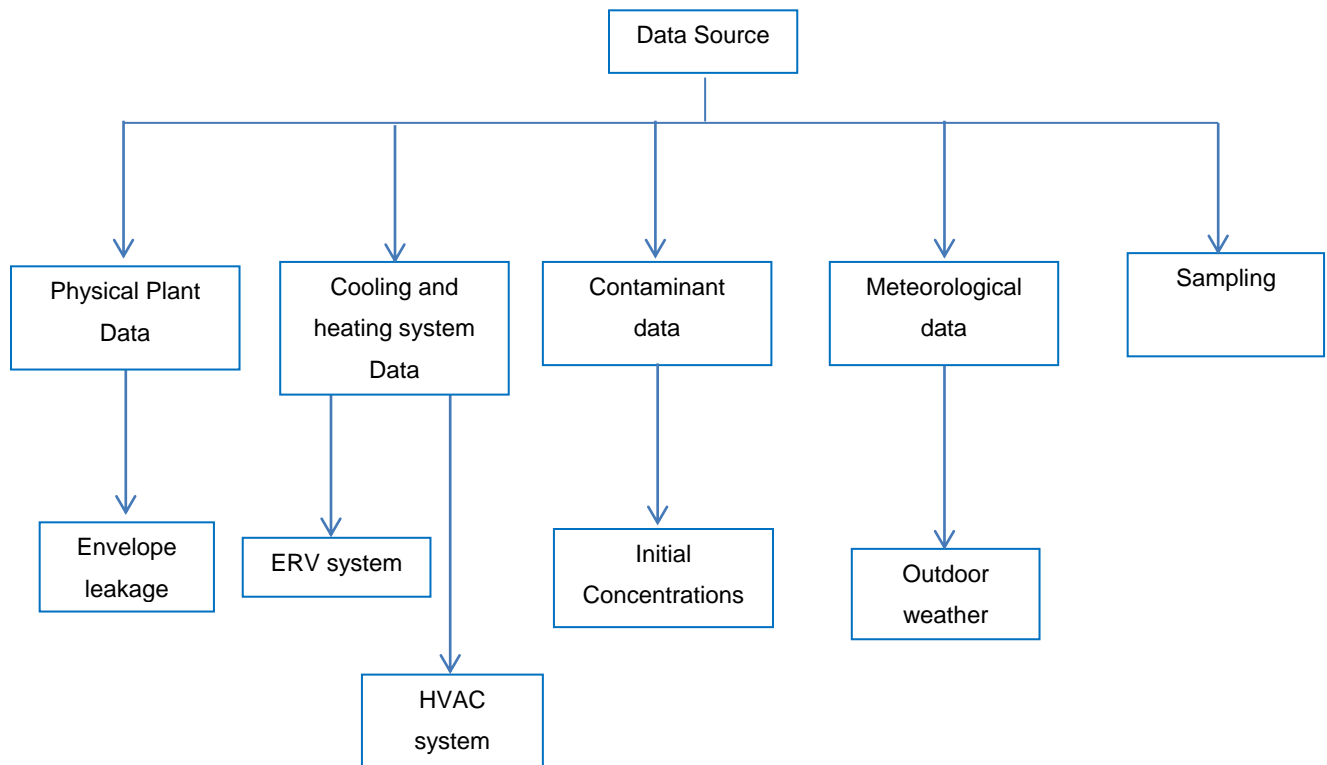 Data Source
Physical Plant
Data
Cooling and
heating system
Data
Contaminant
data
Meteorological
data
Sampling
Envelope
leakage
ERV system
Initial
Concentrations
Outdoor
weather
HVAC
system